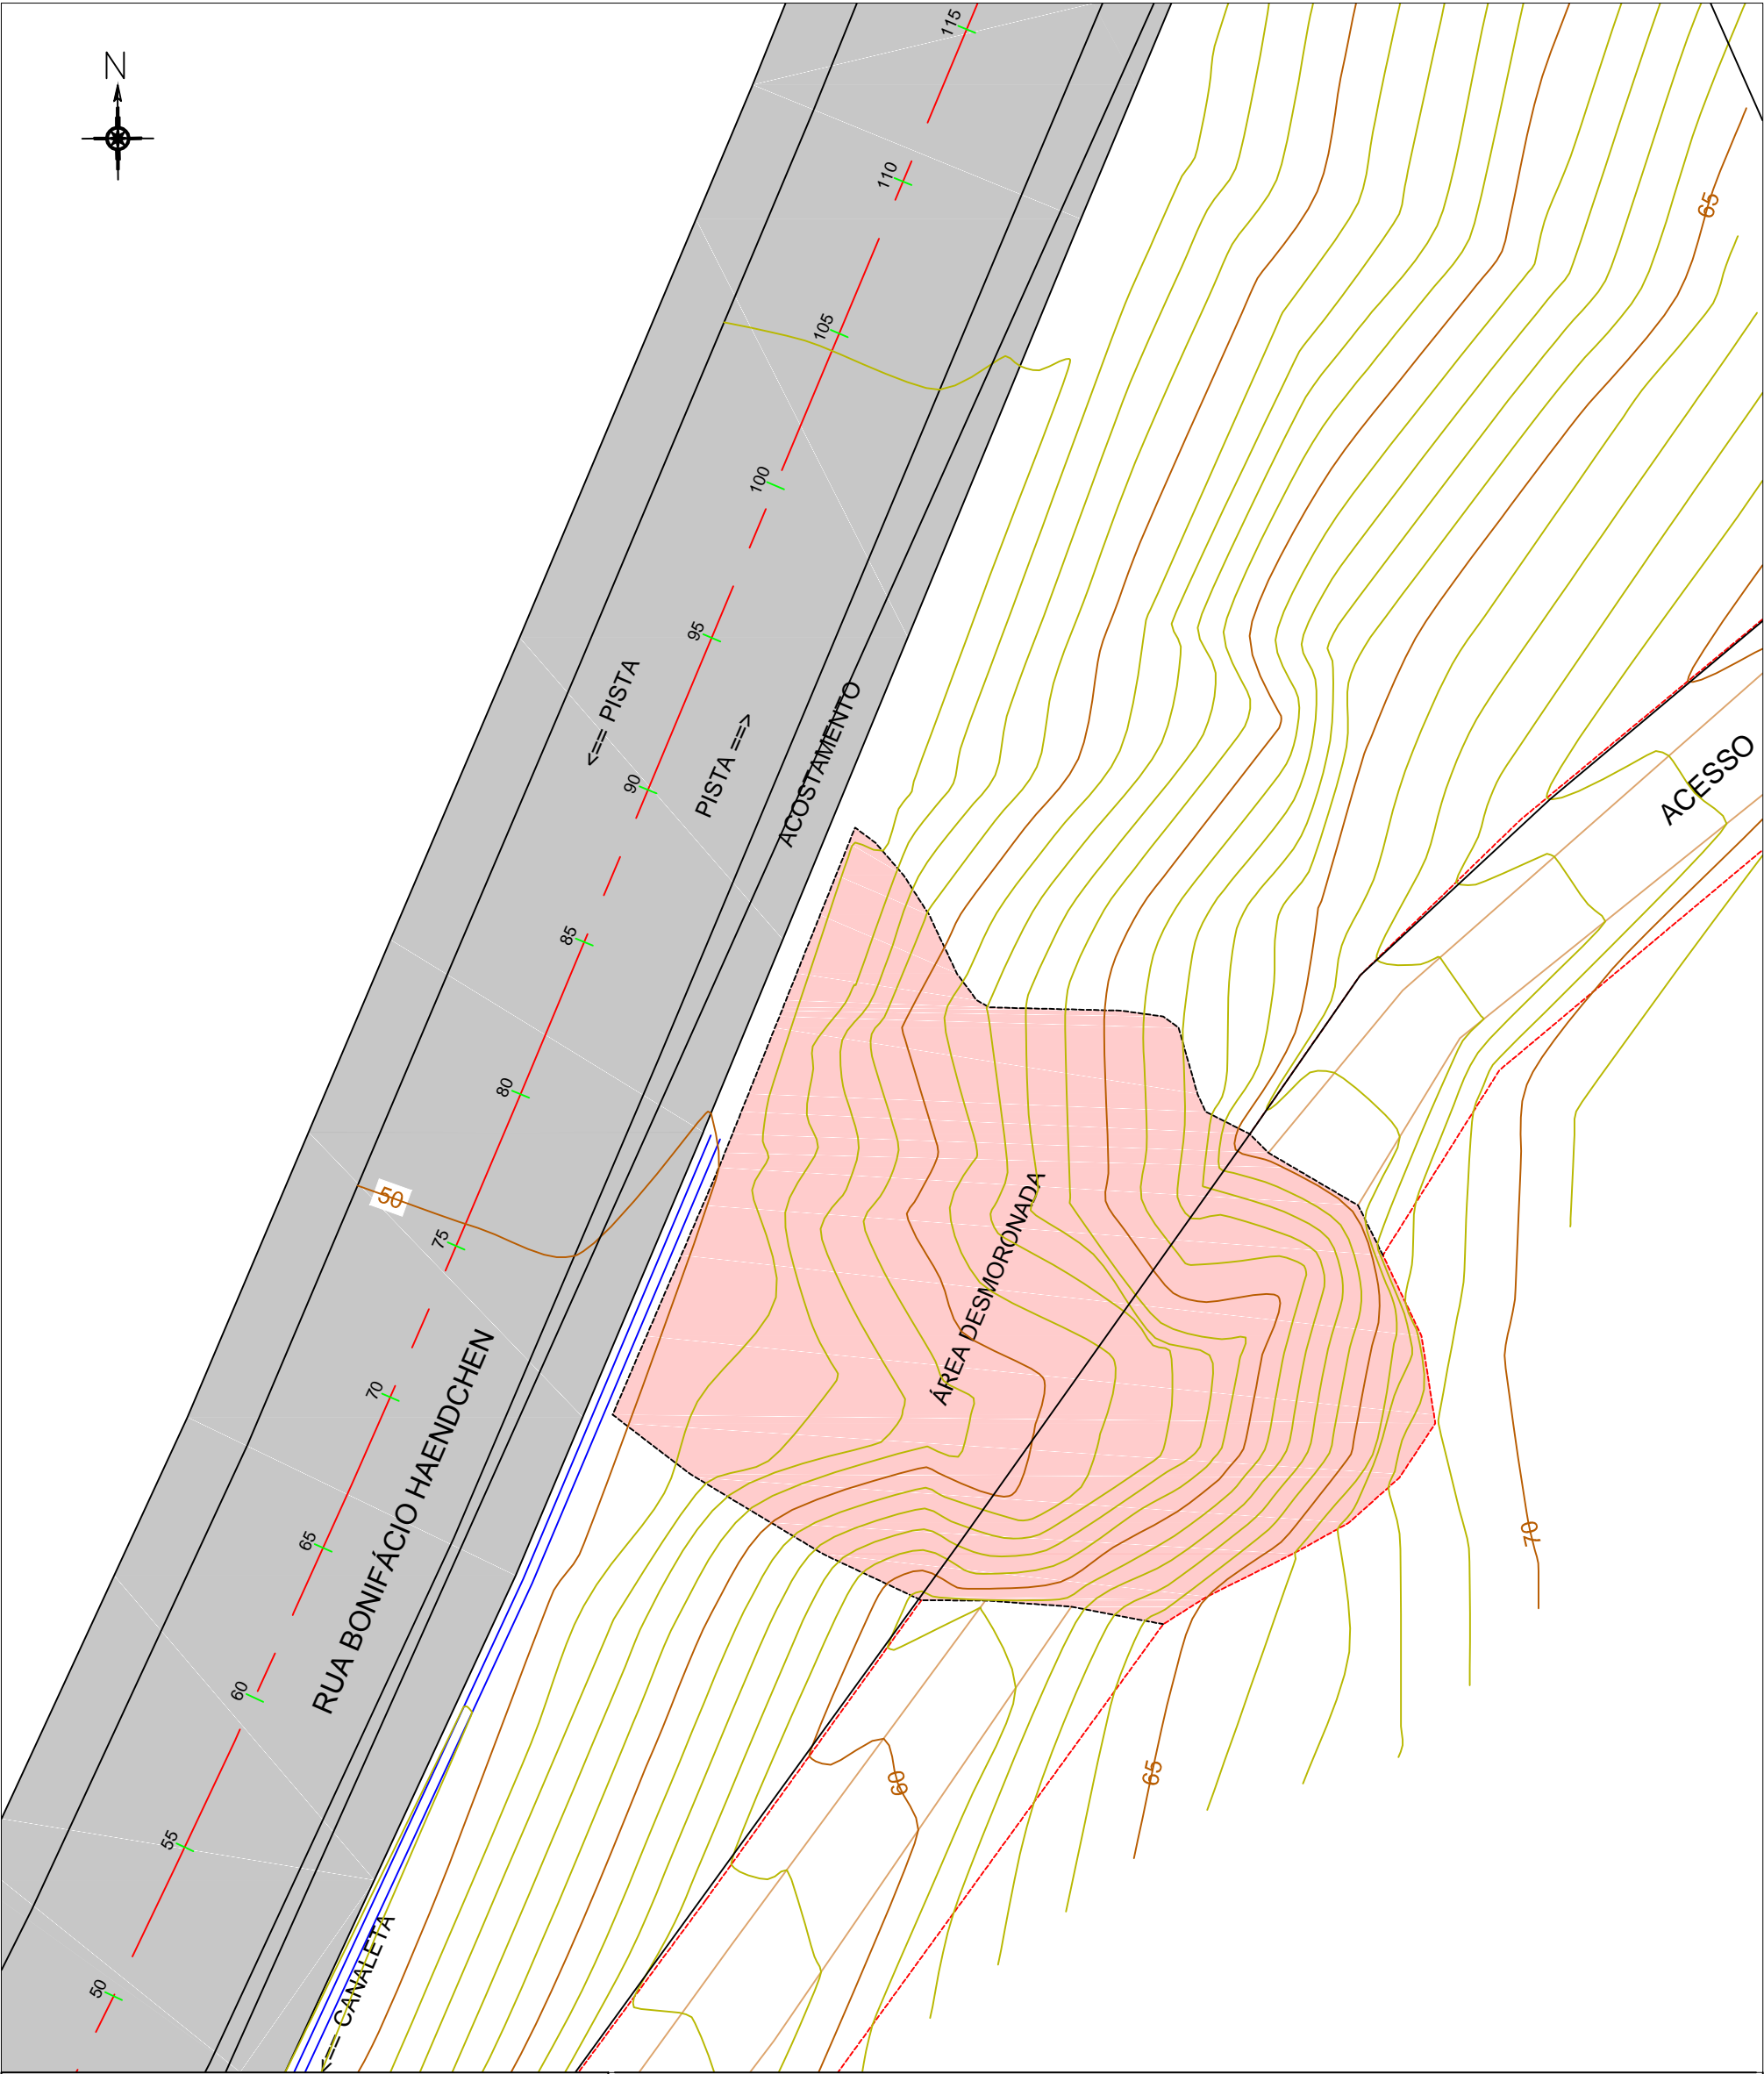 N
115
110
65
105
100
95
<== PISTA
PISTA ==>
ACOSTAMENTO
90
ACESSO
85
80
50
75
ÁREA DESMORONADA
70
RUA BONIFÁCIO HAENDCHEN
65
70
60
65
60
55
<== CANALETA
50